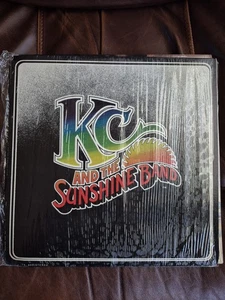 KC
AND THE
SUNSHINE BAND